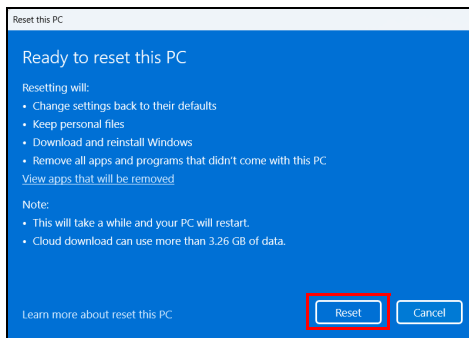 Reset this PC
Ready to reset this PC
Resetting will:
• Change settings back to their defaults
• Keep personal files
• Download and reinstall Windows
• Remove all apps and programs that didn't come with this PC
View apps that will be removed
Note:
• This will take a while and your PC will restart.
• Cloud download can use more than 3.26 GB of data.
Learn more about reset this PC
Reset
Cancel